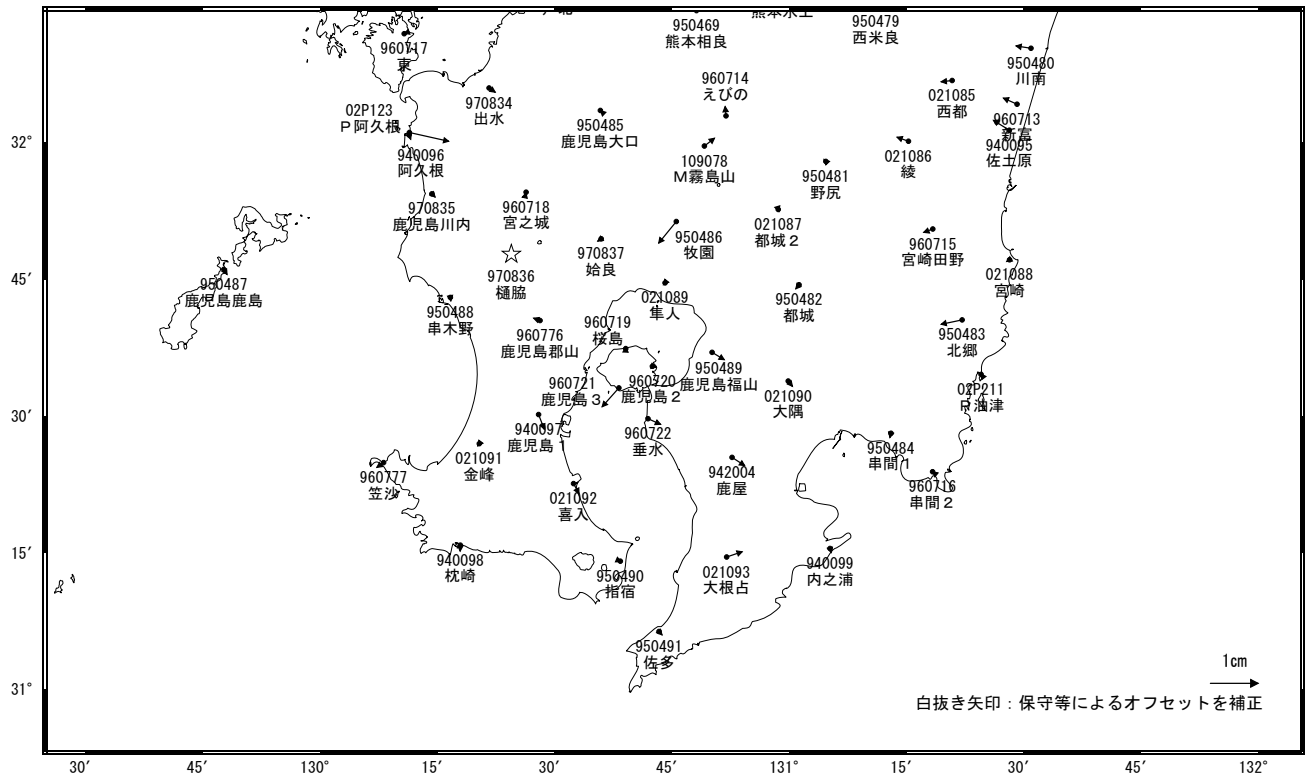 950469
熊本相良
950479
西米良
960717
東
950480
川南
960714
えびの
970834
出水
021085
西都
02P123
P阿久根
950485
鹿児島大口
960713
新富
940096
阿久根
940095
佐土原
109078
M霧島山
021086
綾
950481
野尻
970835
鹿児島川内
960718
宮之城
021087
都城2
950486
牧園
970837
姶良
960715
宮崎田野
970836
樋脇
021088
宮崎
950487
鹿児島鹿島
021089
隼人
950482
都城
950488
串木野
960719
桜島
960776
鹿児島郡山
950483
北郷
950489
鹿児島福山
960721
鹿児島3
960720
鹿児島2
021090
大隅
02P211
940097
鹿児島1
960722
垂水
950484
串間1
021091
金峰
960777
笠沙
942004
鹿屋
960716
串間2
021092
喜入
940098
枕崎
950490
指宿
021093
大根占
940099
内之浦
950491
佐多
1cm
白抜き矢印：保守等によるオフセットを補正
32°
45′
30′
15′
31°
30′ 45′ 130° 15′ 30′ 45′ 131° 15′ 30′ 45′ 132°